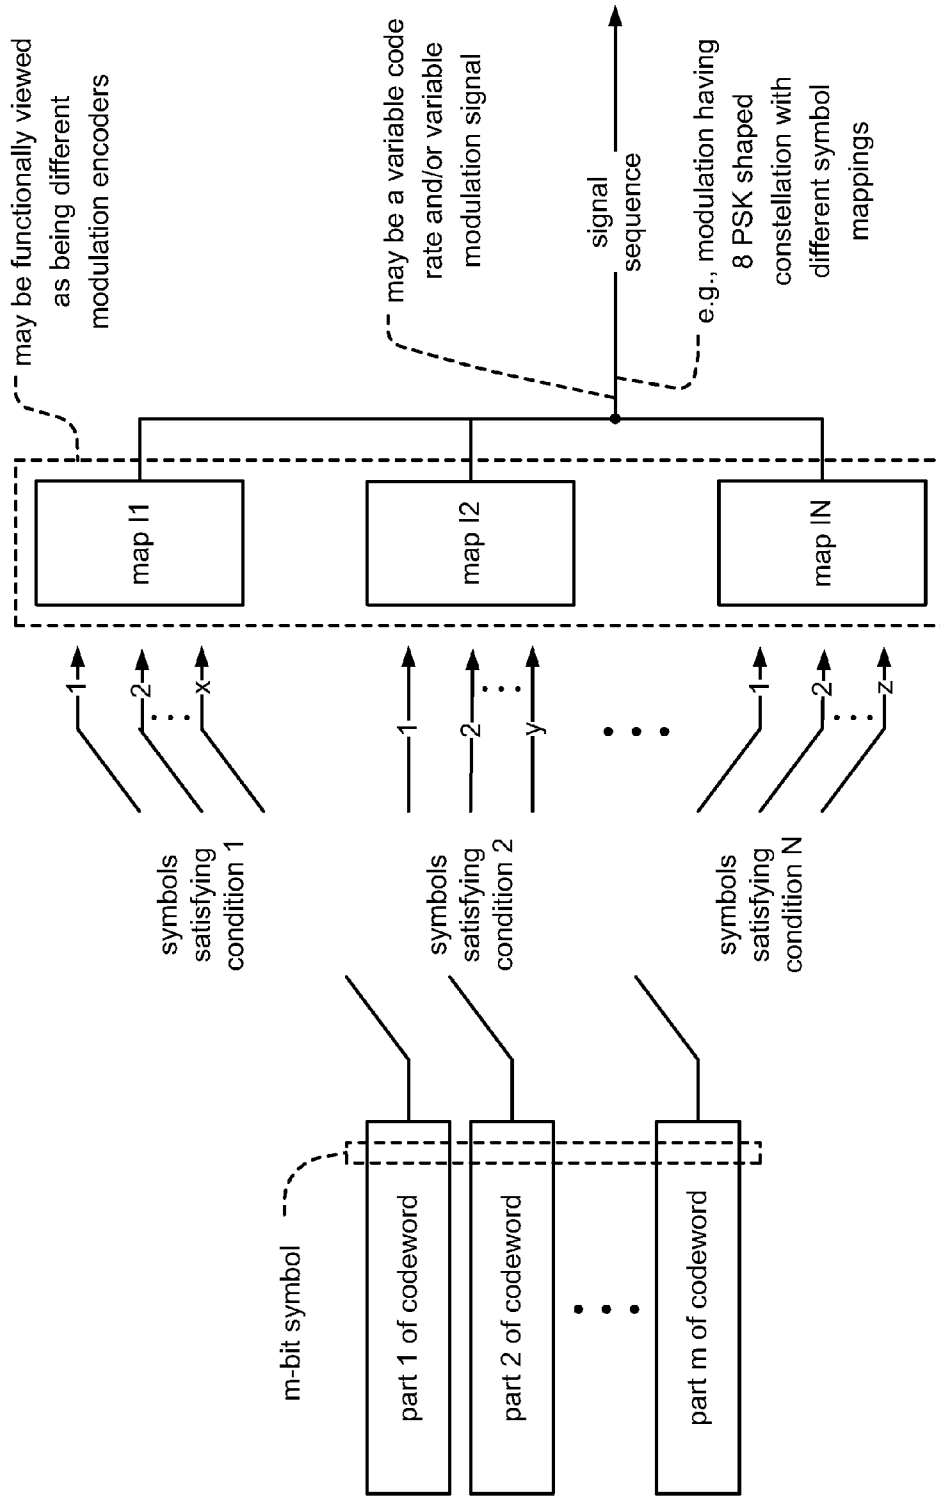 m-bit symbol
part 1 of codeword
part 2 of codeword
part m of codeword
symbols
satisfying
condition 1
symbols
satisfying
condition 2
symbols
satisfying
condition N
1
2
x
1
2
y
1
2
z
map I1
map I2
map IN
may be functionally viewed
as being different
modulation encoders
may be a variable code
rate and/or variable
modulation signal
signal
sequence
e.g., modulation having
8 PSK shaped
constellation with
different symbol
mappings